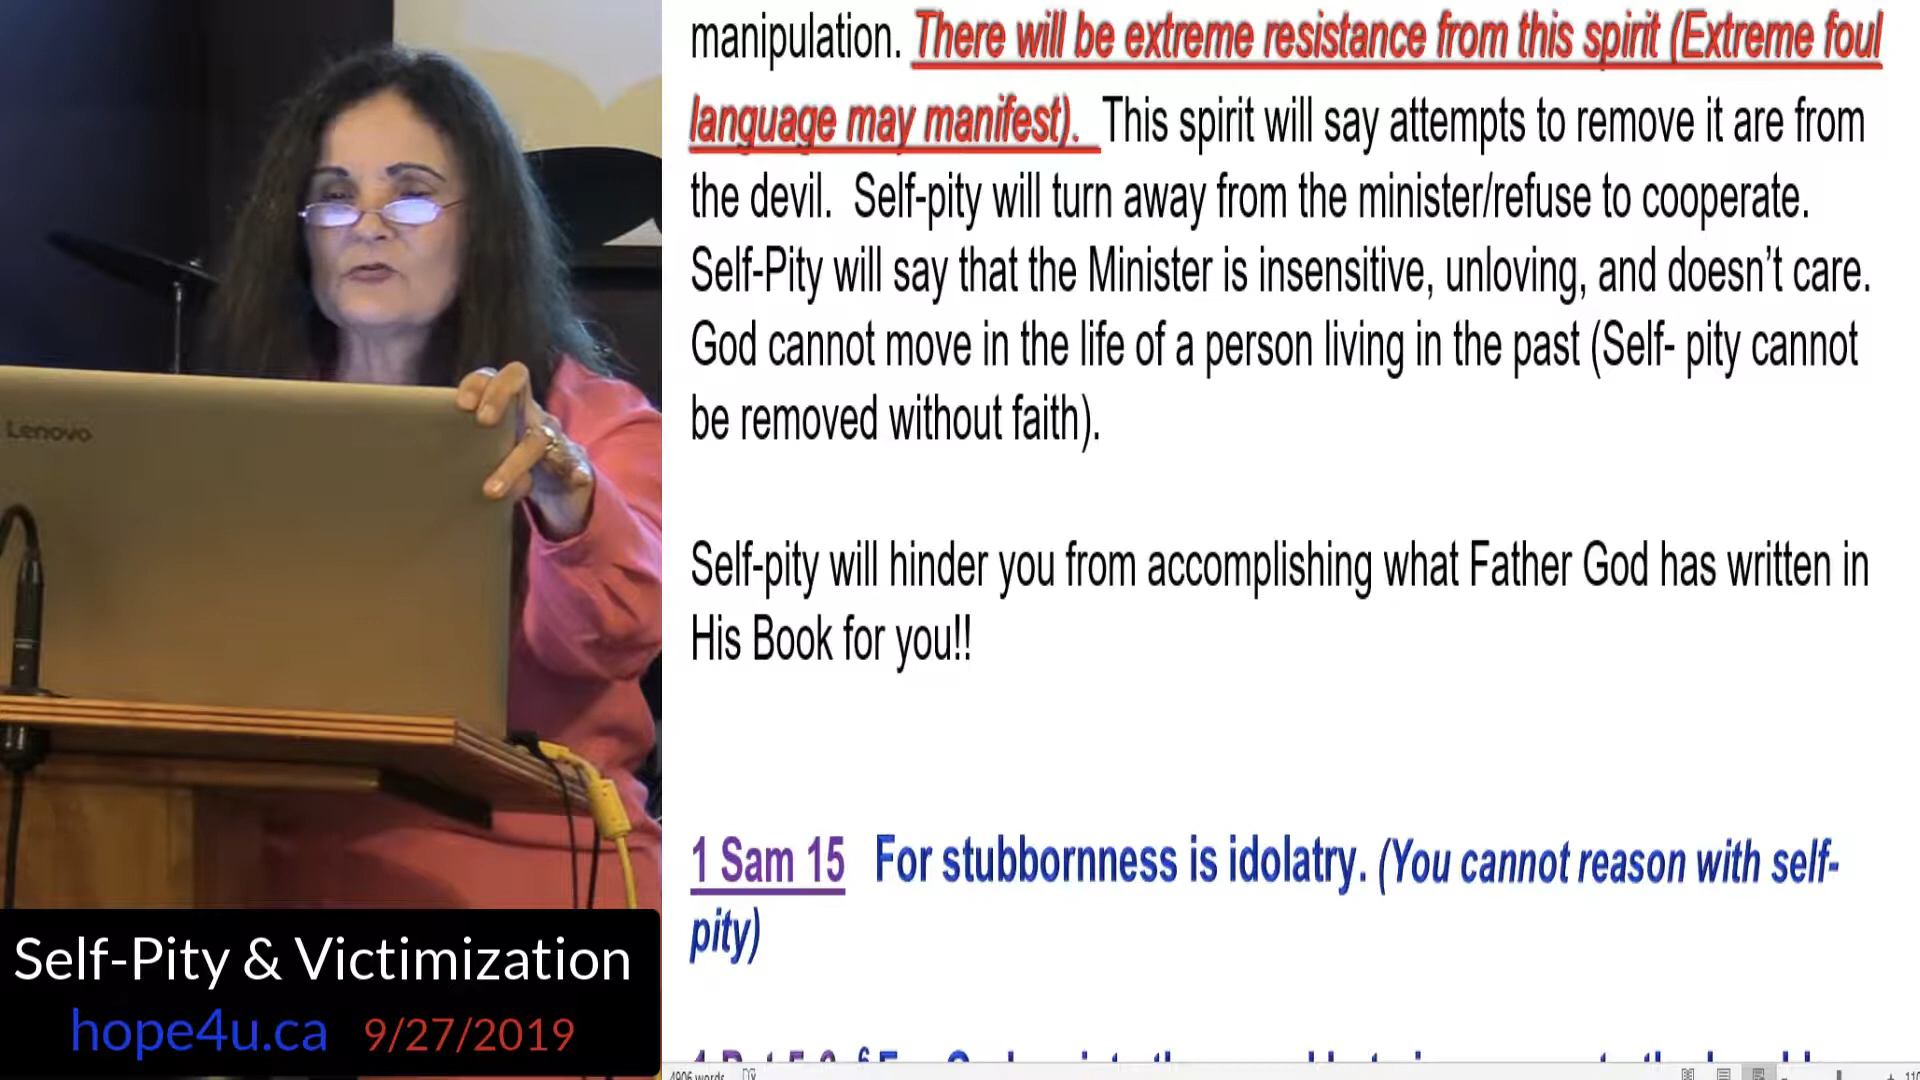 manipulation. There will be extreme resistance from this spirit (Extreme foul
language may manifest). This spirit will say attempts to remove it are from
the devil. Self-pity will turn away from the minister/refuse to cooperate.
Self-Pity will say that the Minister is insensitive, unloving, and doesn’t care.
God cannot move in the life of a person living in the past (Self- pity cannot
be removed without faith).
Self-pity will hinder you from accomplishing what Father God has written in
His Book for you!!
1 Sam 15 For stubbornness is idolatry. (You cannot reason with self-
pity)
4906 words
Lenovo
Self-Pity & Victimization
hope4u.ca 9/27/2019